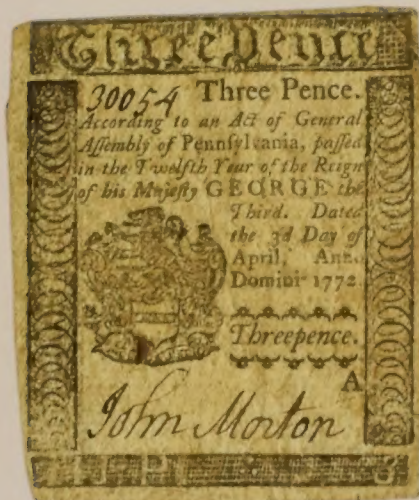 Three Pence
30054 Three Pence.
According to an Act of General
Aſſembly of Pennſylvania, paſſed
in the Twelfth Year of the Reign
of his Majeſty GEORGE the
Third. Dated
the 3d Day of
April, Anno
Domini 1772.
Threepence.
A
John Morton